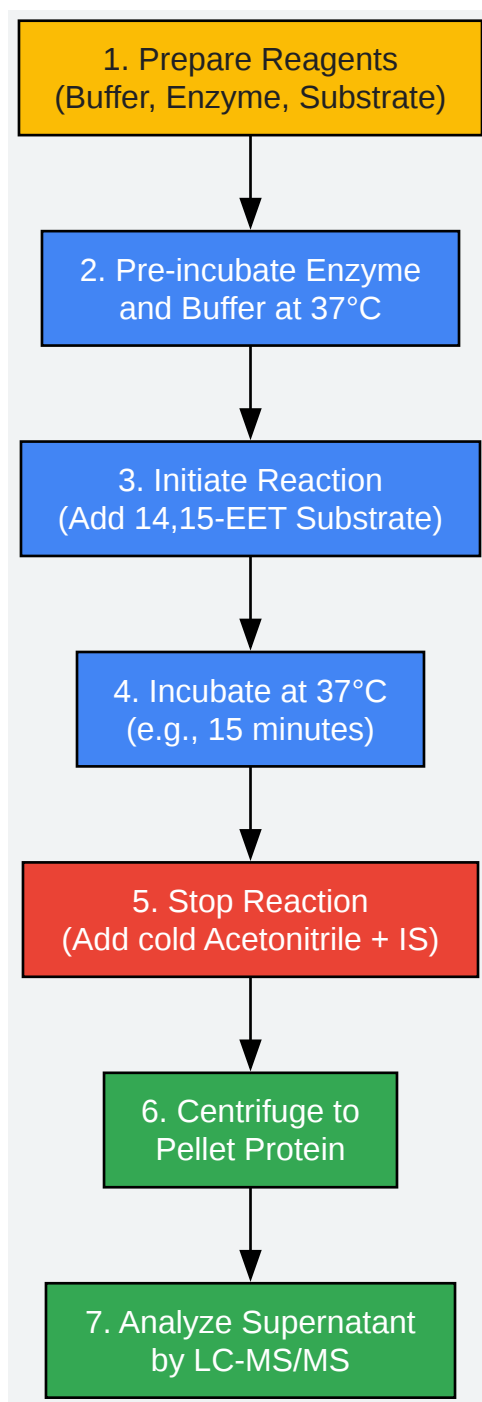 1. Prepare Reagents
(Buffer, Enzyme, Substrate)
2. Pre-incubate Enzyme
and Buffer at 37°C
3. Initiate Reaction
(Add 14,15-EET Substrate)
4. Incubate at 37°C
(e.g., 15 minutes)
5. Stop Reaction
(Add cold Acetonitrile + IS)
6. Centrifuge to
Pellet Protein
7. Analyze Supernatant
by LC-MS/MS